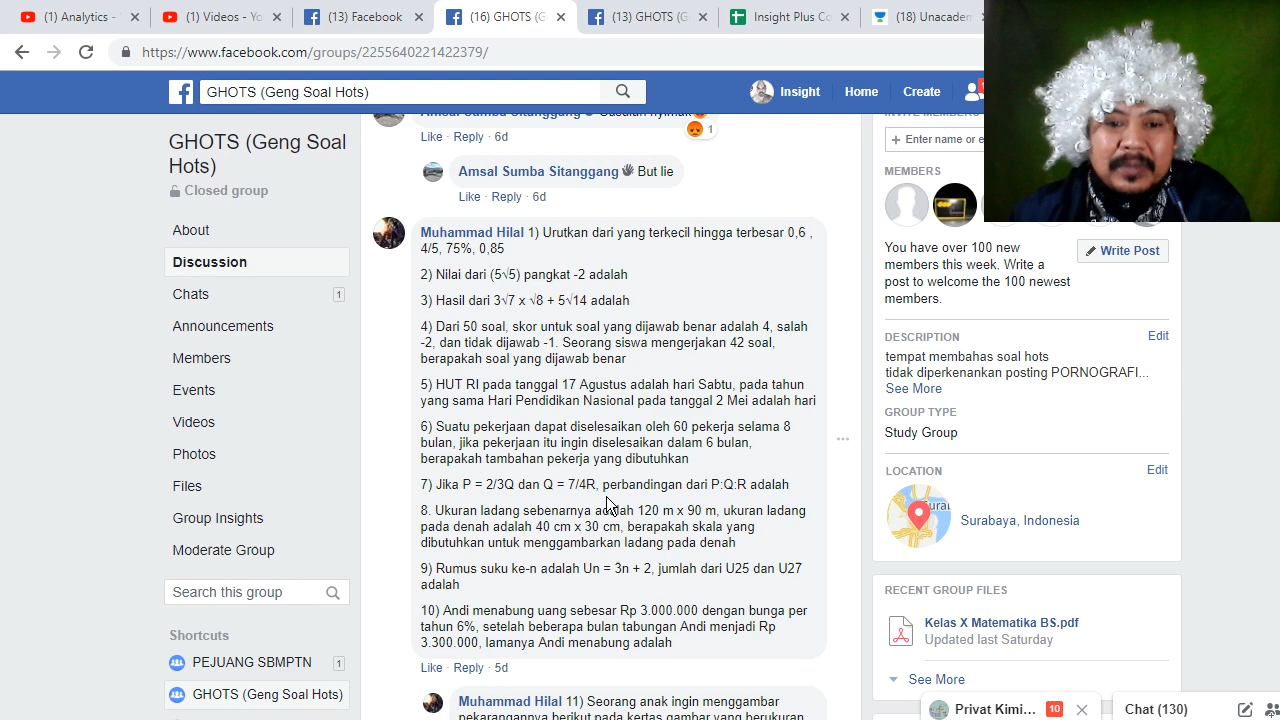 (1) Analytics - Y
(1) Videos - Yo
(13) Facebook
(16) GHOTS (G
(13) GHOTS (G
Insight Plus Co
(18) Unacadem
https://www.facebook.com/groups/2255640221422379/
GHOTS (Geng Soal Hots)
Insight
Home
Create
GHOTS (Geng Soal
Hots)
Closed group
About
Discussion
Chats
1
Announcements
Members
Events
Videos
Photos
Files
Group Insights
Moderate Group
Search this group
Shortcuts
PEJUANG SBMPTN
1
GHOTS (Geng Soal Hots)
Amsal Sumba Sitanggang
1
Like · Reply · 6d
Amsal Sumba Sitanggang But lie
Like · Reply · 6d
Muhammad Hilal 1) Urutkan dari yang terkecil hingga terbesar 0,6 ,
4/5, 75%, 0,85
2) Nilai dari (5√5) pangkat -2 adalah
3) Hasil dari 3√7 x √8 + 5√14 adalah
4) Dari 50 soal, skor untuk soal yang dijawab benar adalah 4, salah
-2, dan tidak dijawab -1. Seorang siswa mengerjakan 42 soal,
berapakah soal yang dijawab benar
5) HUT RI pada tanggal 17 Agustus adalah hari Sabtu, pada tahun
yang sama Hari Pendidikan Nasional pada tanggal 2 Mei adalah hari
6) Suatu pekerjaan dapat diselesaikan oleh 60 pekerja selama 8
bulan, jika pekerjaan itu ingin diselesaikan dalam 6 bulan,
berapakah tambahan pekerja yang dibutuhkan
7) Jika P = 2/3Q dan Q = 7/4R, perbandingan dari P:Q:R adalah
8. Ukuran ladang sebenarnya adalah 120 m x 90 m, ukuran ladang
pada denah adalah 40 cm x 30 cm, berapakah skala yang
dibutuhkan untuk menggambarkan ladang pada denah
9) Rumus suku ke-n adalah Un = 3n + 2, jumlah dari U25 dan U27
adalah
10) Andi menabung uang sebesar Rp 3.000.000 dengan bunga per
tahun 6%, setelah beberapa bulan tabungan Andi menjadi Rp
3.300.000, lamanya Andi menabung adalah
Like · Reply · 5d
Muhammad Hilal 11) Seorang anak ingin menggambar
pekarangannya berikut pada kertas gambar yang berukuran
INVITE MEMBERS
+ Enter name or e
MEMBERS
You have over 100 new
members this week. Write a
post to welcome the 100 newest
members.
Write Post
DESCRIPTION
Edit
tempat membahas soal hots
tidak diperkenankan posting PORNOGRAFI...
See More
GROUP TYPE
Study Group
LOCATION
Edit
Surabaya, Indonesia
RECENT GROUP FILES
Kelas X Matematika BS.pdf
Updated last Saturday
See More
Privat Kimi...
10
Chat (130)